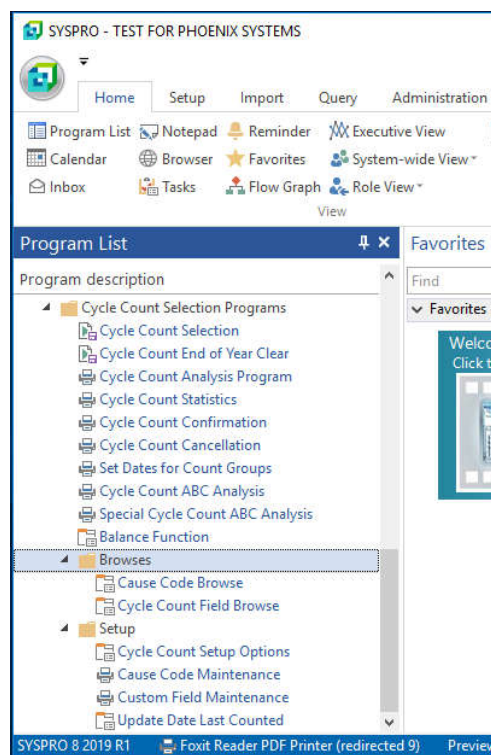 SYSPRO - TEST FOR PHOENIX SYSTEMS
Home Setup Import Query Administration
Program List Notepad Reminder Executive View
Calendar Browser Favorites System-wide View
Inbox Tasks Flow Graph Role View
View
Program List Favorites
Program description Find
Cycle Count Selection Programs Favorites
Cycle Count Selection
Cycle Count End of Year Clear
Cycle Count Analysis Program
Cycle Count Statistics
Cycle Count Confirmation
Cycle Count Cancellation
Set Dates for Count Groups
Cycle Count ABC Analysis
Special Cycle Count ABC Analysis
Balance Function
Browses
Cause Code Browse
Cycle Count Field Browse
Setup
Cycle Count Setup Options
Cause Code Maintenance
Custom Field Maintenance
Update Date Last Counted
Welco
Click t
SYSPRO 8 2019 R1 Foxit Reader PDF Printer (redirected 9) Preview